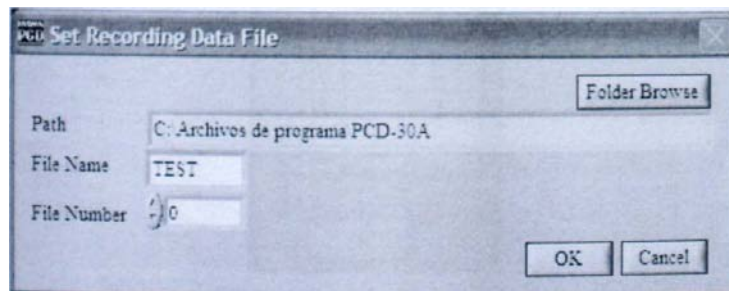 PCD Set Recording Data File
Folder Browse
Path C: Archivos de programa PCD-30A
File Name TEST
File Number 0
OK Cancel